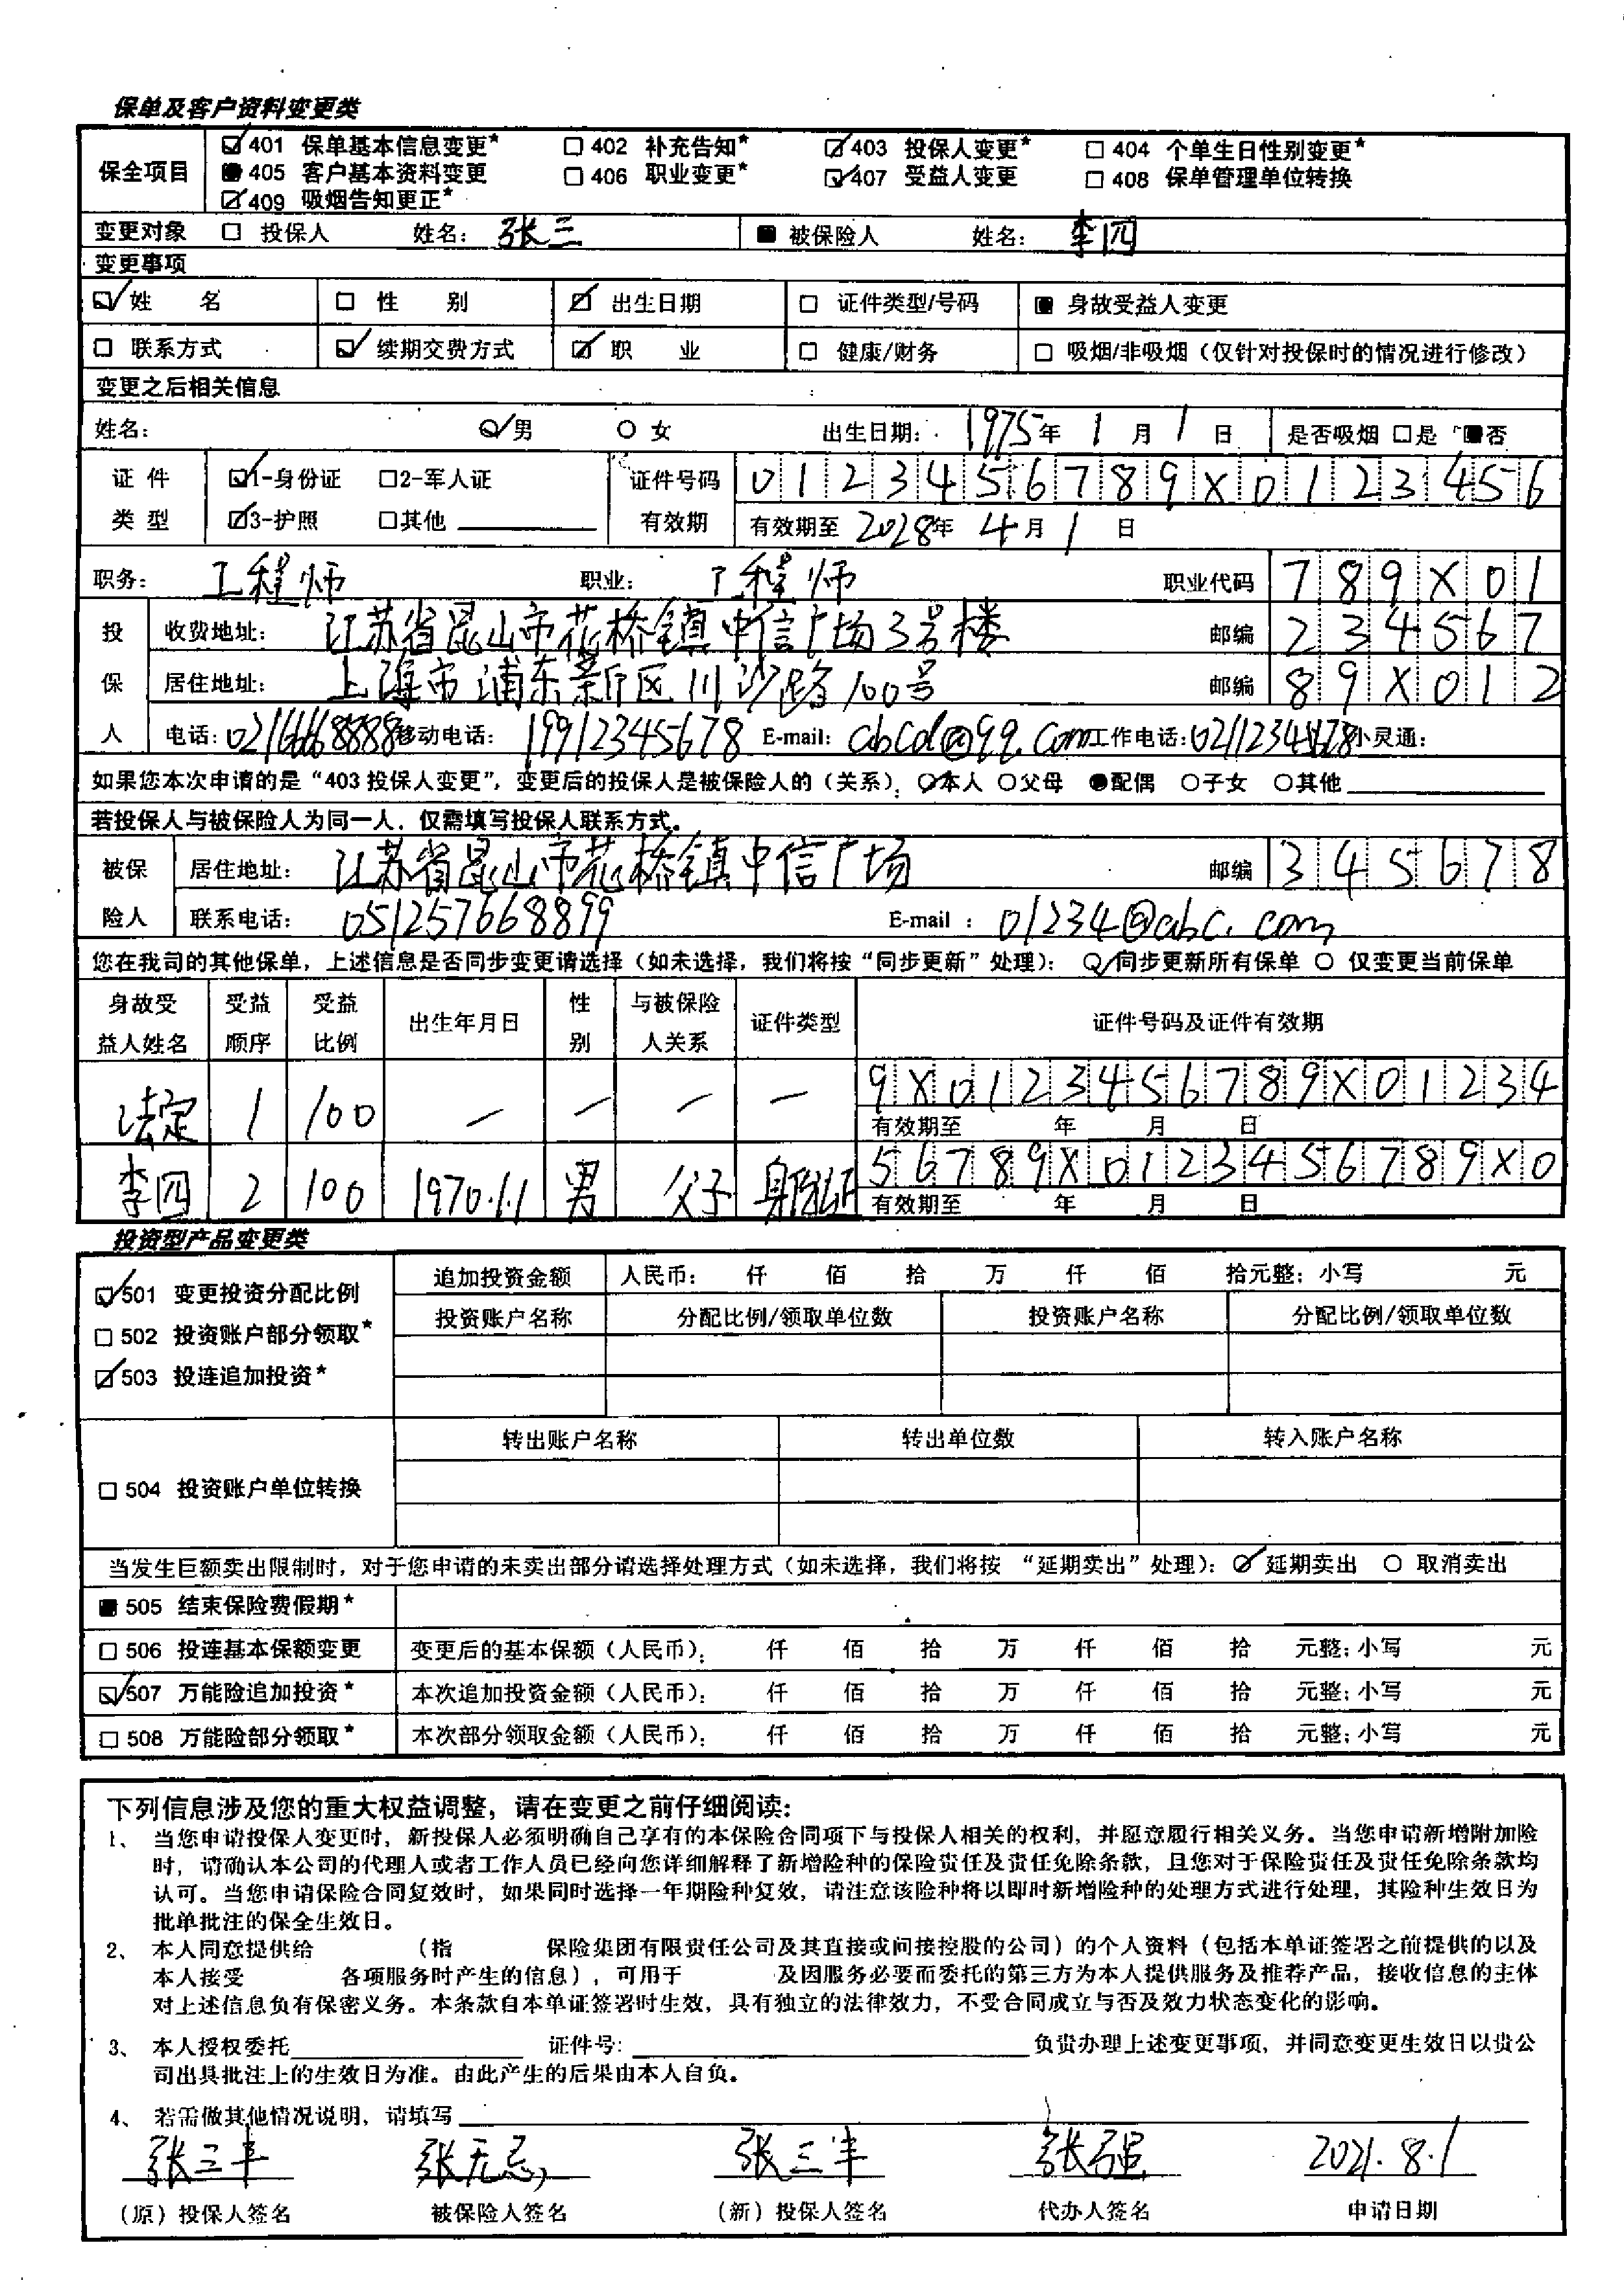 保单及客户资料变更类
保全项目 ☑401 保单基本信息变更* □402 补充告知* ☑403 投保人变更* □404 个单生日性别变更*
■405 客户基本资料变更 □406 职业变更* ☑407 受益人变更 □408 保单管理单位转换
☑409 吸烟告知更正*
变更对象 □ 投保人 姓名: 张三 ■ 被保险人 姓名: 李四
变更事项
☑姓 名 □ 性 别 ☑ 出生日期 □ 证件类型/号码 ■ 身故受益人变更
□ 联系方式 ☑ 续期交费方式 ☑ 职 业 □ 健康/财务 □ 吸烟/非吸烟（仅针对投保时的情况进行修改）
变更之后相关信息
姓名: ☑男 ○ 女 出生日期: 1975年 1月 1日 是否吸烟 □是 ■否
证 件 ☑1-身份证 □2-军人证 证件号码 0123456789X0123456
类 型 ☑3-护照 □其他 有效期 有效期至 2028年 4月 1日
职务: 工程师 职业: 工程师 职业代码 789X01
投 收费地址: 江苏省昆山市花桥镇中信广场3号楼 邮编 234567
保 居住地址: 上海市浦东新区川沙路100号 邮编 89X012
人 电话: 02166668888 移动电话: 19912345678 E-mail: abcd@qq.com 工作电话: 02112345678 小灵通:
如果您本次申请的是“403 投保人变更”，变更后的投保人是被保险人的（关系）: ☑本人 ○父母 ●配偶 ○子女 ○其他
若投保人与被保险人为同一人，仅需填写投保人联系方式。
被保 居住地址: 江苏省昆山市花桥镇中信广场 邮编 345678
险人 联系电话: 051257668899 E-mail : 01234@abc.com
您在我司的其他保单，上述信息是否同步变更请选择（如未选择，我们将按“同步更新”处理）: ☑同步更新所有保单 ○ 仅变更当前保单
身故受益人姓名 受益顺序 受益比例 出生年月日 性别 与被保险人关系 证件类型 证件号码及证件有效期
法定 1 100 — — — — 9X0123456789X01234
有效期至 年 月 日
李四 2 100 1970.1.1 男 父子 身份证 56789X0123456789X0
有效期至 年 月 日
投资型产品变更类
☑501 变更投资分配比例 追加投资金额 人民币: 仟 佰 拾 万 仟 佰 拾元整; 小写 元
□502 投资账户部分领取* 投资账户名称 分配比例/领取单位数 投资账户名称 分配比例/领取单位数
☑503 投连追加投资*
转出账户名称 转出单位数 转入账户名称
□504 投资账户单位转换
当发生巨额卖出限制时，对于您申请的未卖出部分请选择处理方式（如未选择，我们将按 “延期卖出”处理）: ☑ 延期卖出 ○ 取消卖出
■505 结束保险费假期*
□506 投连基本保额变更 变更后的基本保额（人民币）: 仟 佰 拾 万 仟 佰 拾 元整; 小写 元
☑507 万能险追加投资* 本次追加投资金额（人民币）: 仟 佰 拾 万 仟 佰 拾 元整; 小写 元
□508 万能险部分领取* 本次部分领取金额（人民币）: 仟 佰 拾 万 仟 佰 拾 元整; 小写 元
下列信息涉及您的重大权益调整，请在变更之前仔细阅读:
1、 当您申请投保人变更时，新投保人必须明确自己享有的本保险合同项下与投保人相关的权利，并愿意履行相关义务。当您申请新增附加险
时，请确认本公司的代理人或者工作人员已经向您详细解释了新增险种的保险责任及责任免除条款，且您对于保险责任及责任免除条款均
认可。当您申请保险合同复效时，如果同时选择一年期险种复效，请注意该险种将以即时新增险种的处理方式进行处理，其险种生效日为
批单批注的保全生效日。
2、 本人同意提供给 （指 保险集团有限责任公司及其直接或间接控股的公司）的个人资料（包括本单证签署之前提供的以及
本人接受 各项服务时产生的信息），可用于 及因服务必要而委托的第三方为本人提供服务及推荐产品，接收信息的主体
对上述信息负有保密义务。本条款自本单证签署时生效，具有独立的法律效力，不受合同成立与否及效力状态变化的影响。
3、 本人授权委托 证件号: 负责办理上述变更事项，并同意变更生效日以贵公
司出具批注上的生效日为准。由此产生的后果由本人自负。
4、 若需做其他情况说明，请填写
张三丰 张无忌 张三丰 张强 2021.8.1
（原）投保人签名 被保险人签名 （新）投保人签名 代办人签名 申请日期